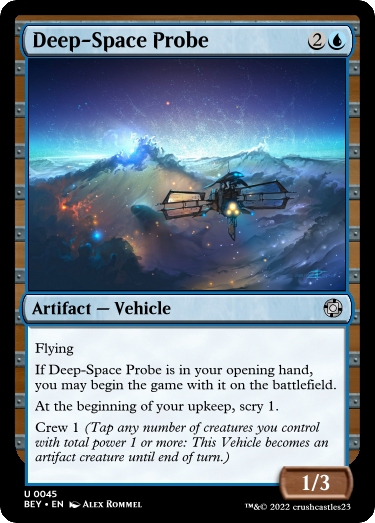 Deep-Space Probe 2
Artifact — Vehicle
Flying
If Deep-Space Probe is in your opening hand,
you may begin the game with it on the battlefield.
At the beginning of your upkeep, scry 1.
Crew 1 (Tap any number of creatures you control
with total power 1 or more: This Vehicle becomes an
artifact creature until end of turn.)
1/3
U 0045
BEY • EN Alex Rommel
™&© 2022 crushcastles23